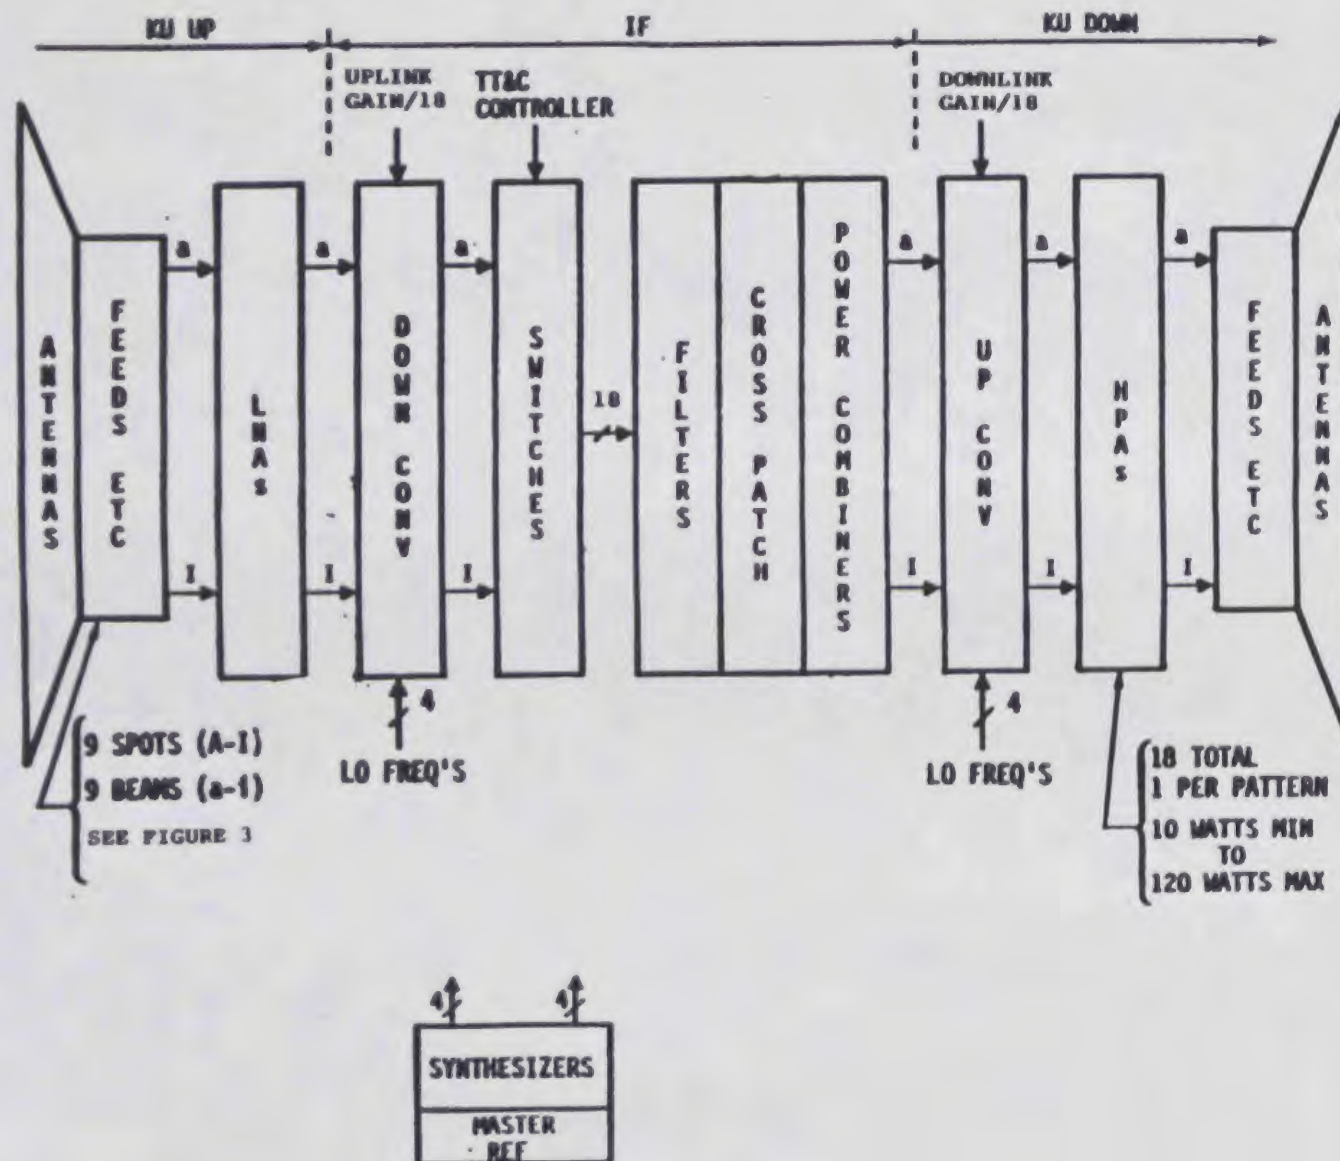 KU UP
IF
KU DOWN
UPLINK
GAIN/18
TT&C
CONTROLLER
DOWNLINK
GAIN/18
a
a
a
a
a
a
ANTENNAS
FEEDS ETC
LNAs
DOWN CONV
SWITCHES
18
FILTERS
CROSS PATCH
POWER COMBINERS
UP CONV
HPAs
FEEDS ETC
ANTENNAS
I
I
I
I
I
I
4
LO FREQ'S
4
LO FREQ'S
9 SPOTS (A-I)
9 BEAMS (a-i)
SEE FIGURE 3
18 TOTAL
1 PER PATTERN
10 WATTS MIN
TO
120 WATTS MAX
4
4
SYNTHESIZERS
MASTER
REF